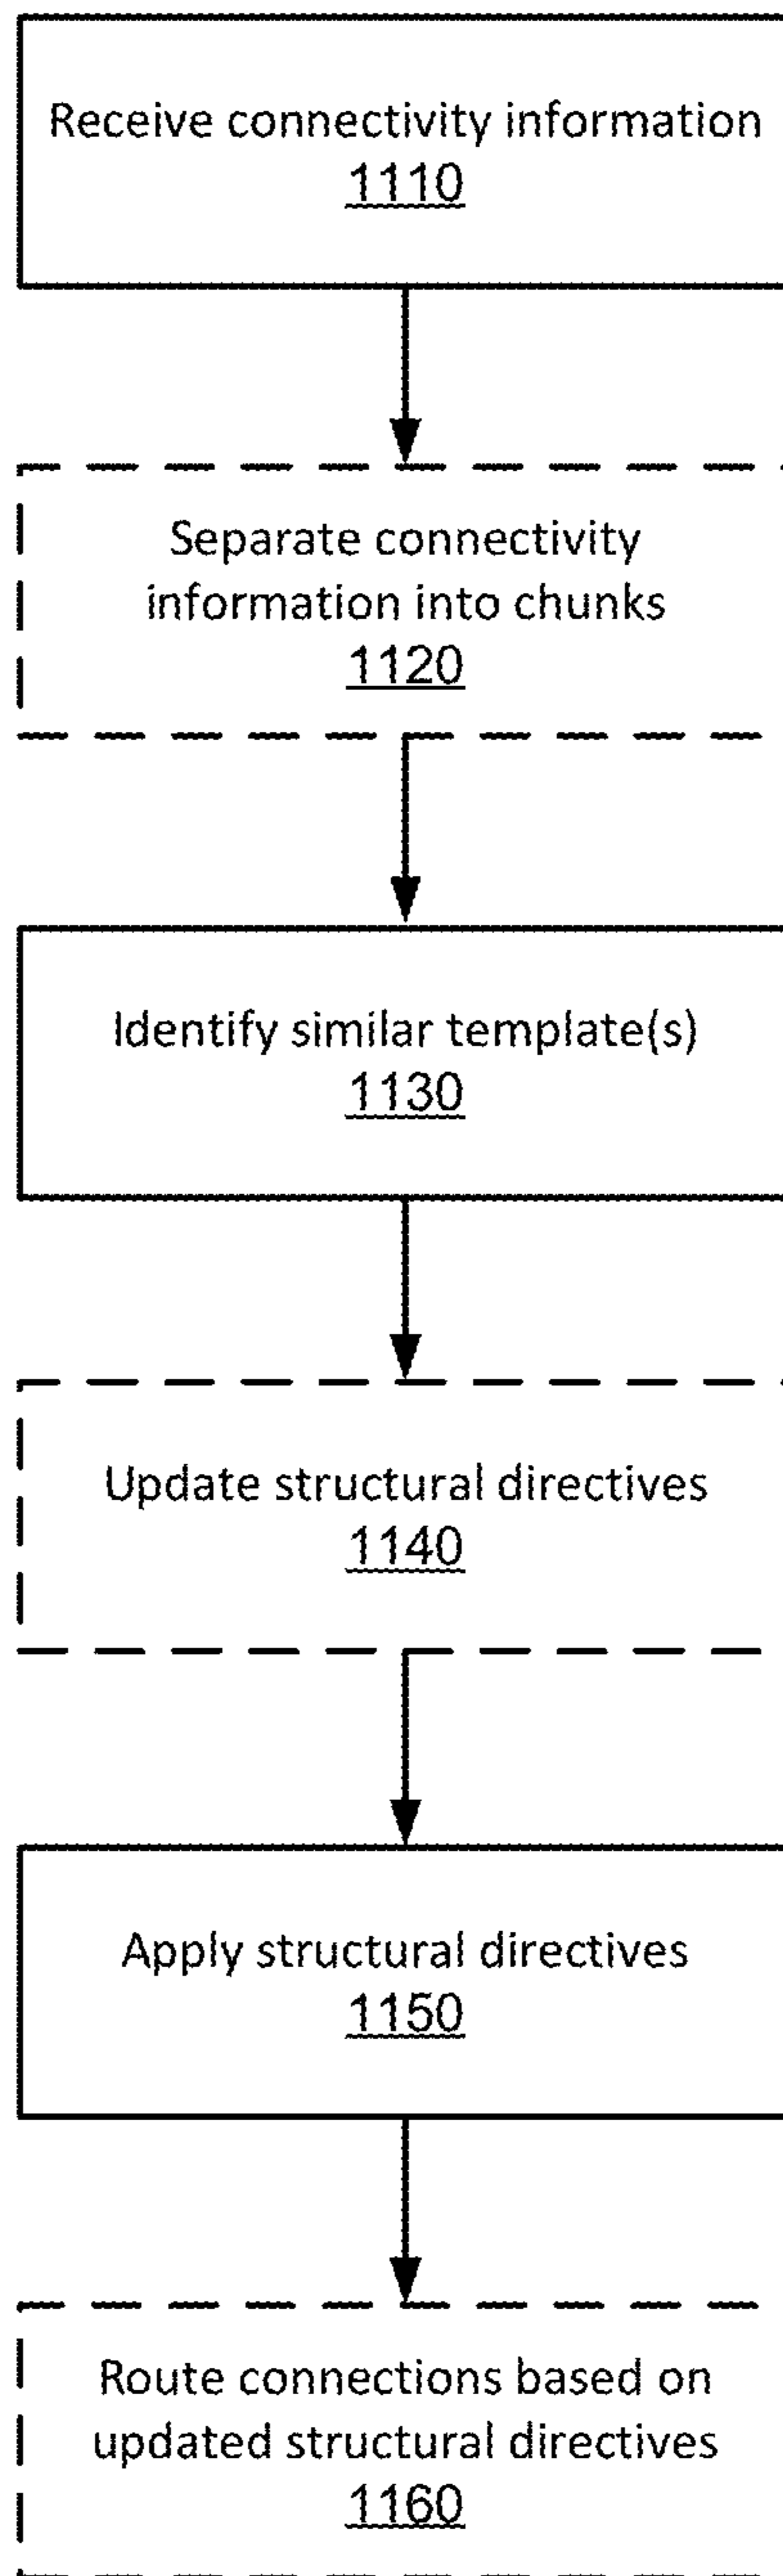 Receive connectivity information
1110
Separate connectivity
information into chunks
1120
Identify similar template(s)
1130
Update structural directives
1140
Apply structural directives
1150
Route connections based on
updated structural directives
1160